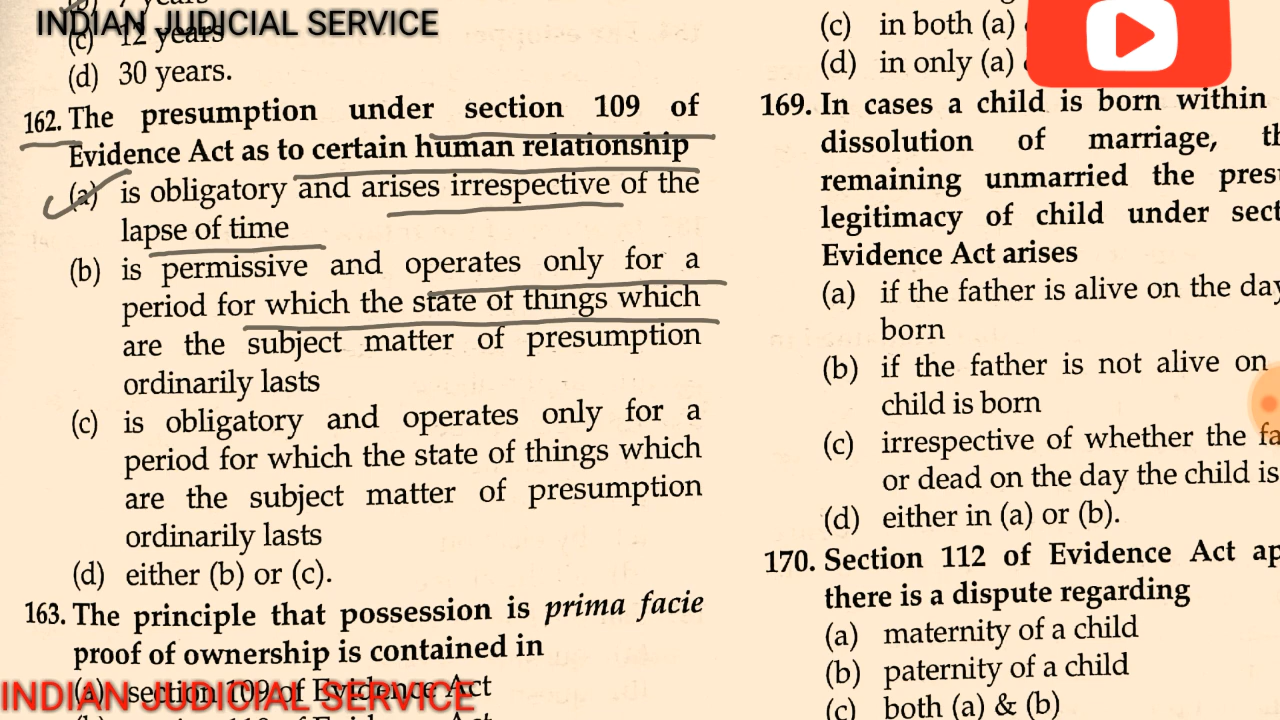 INDIAN JUDICIAL SERVICE
(c) 12 years
(d) 30 years.
162. The presumption under section 109 of
Evidence Act as to certain human relationship
(a) is obligatory and arises irrespective of the
lapse of time
(b) is permissive and operates only for a
period for which the state of things which
are the subject matter of presumption
ordinarily lasts
(c) is obligatory and operates only for a
period for which the state of things which
are the subject matter of presumption
ordinarily lasts
(d) either (b) or (c).
163. The principle that possession is prima facie
proof of ownership is contained in
(a) section 109 of Evidence Act
INDIAN JUDICIAL SERVICE
(c) in both (a)
(d) in only (a)
169. In cases a child is born within
dissolution of marriage,
remaining unmarried the
legitimacy of child under
Evidence Act arises
(a) if the father is alive on the
born
(b) if the father is not alive on
child is born
(c) irrespective of whether the
or dead on the day the child is
(d) either in (a) or (b).
170. Section 112 of Evidence Act
there is a dispute regarding
(a) maternity of a child
(b) paternity of a child
(c) both (a) & (b)